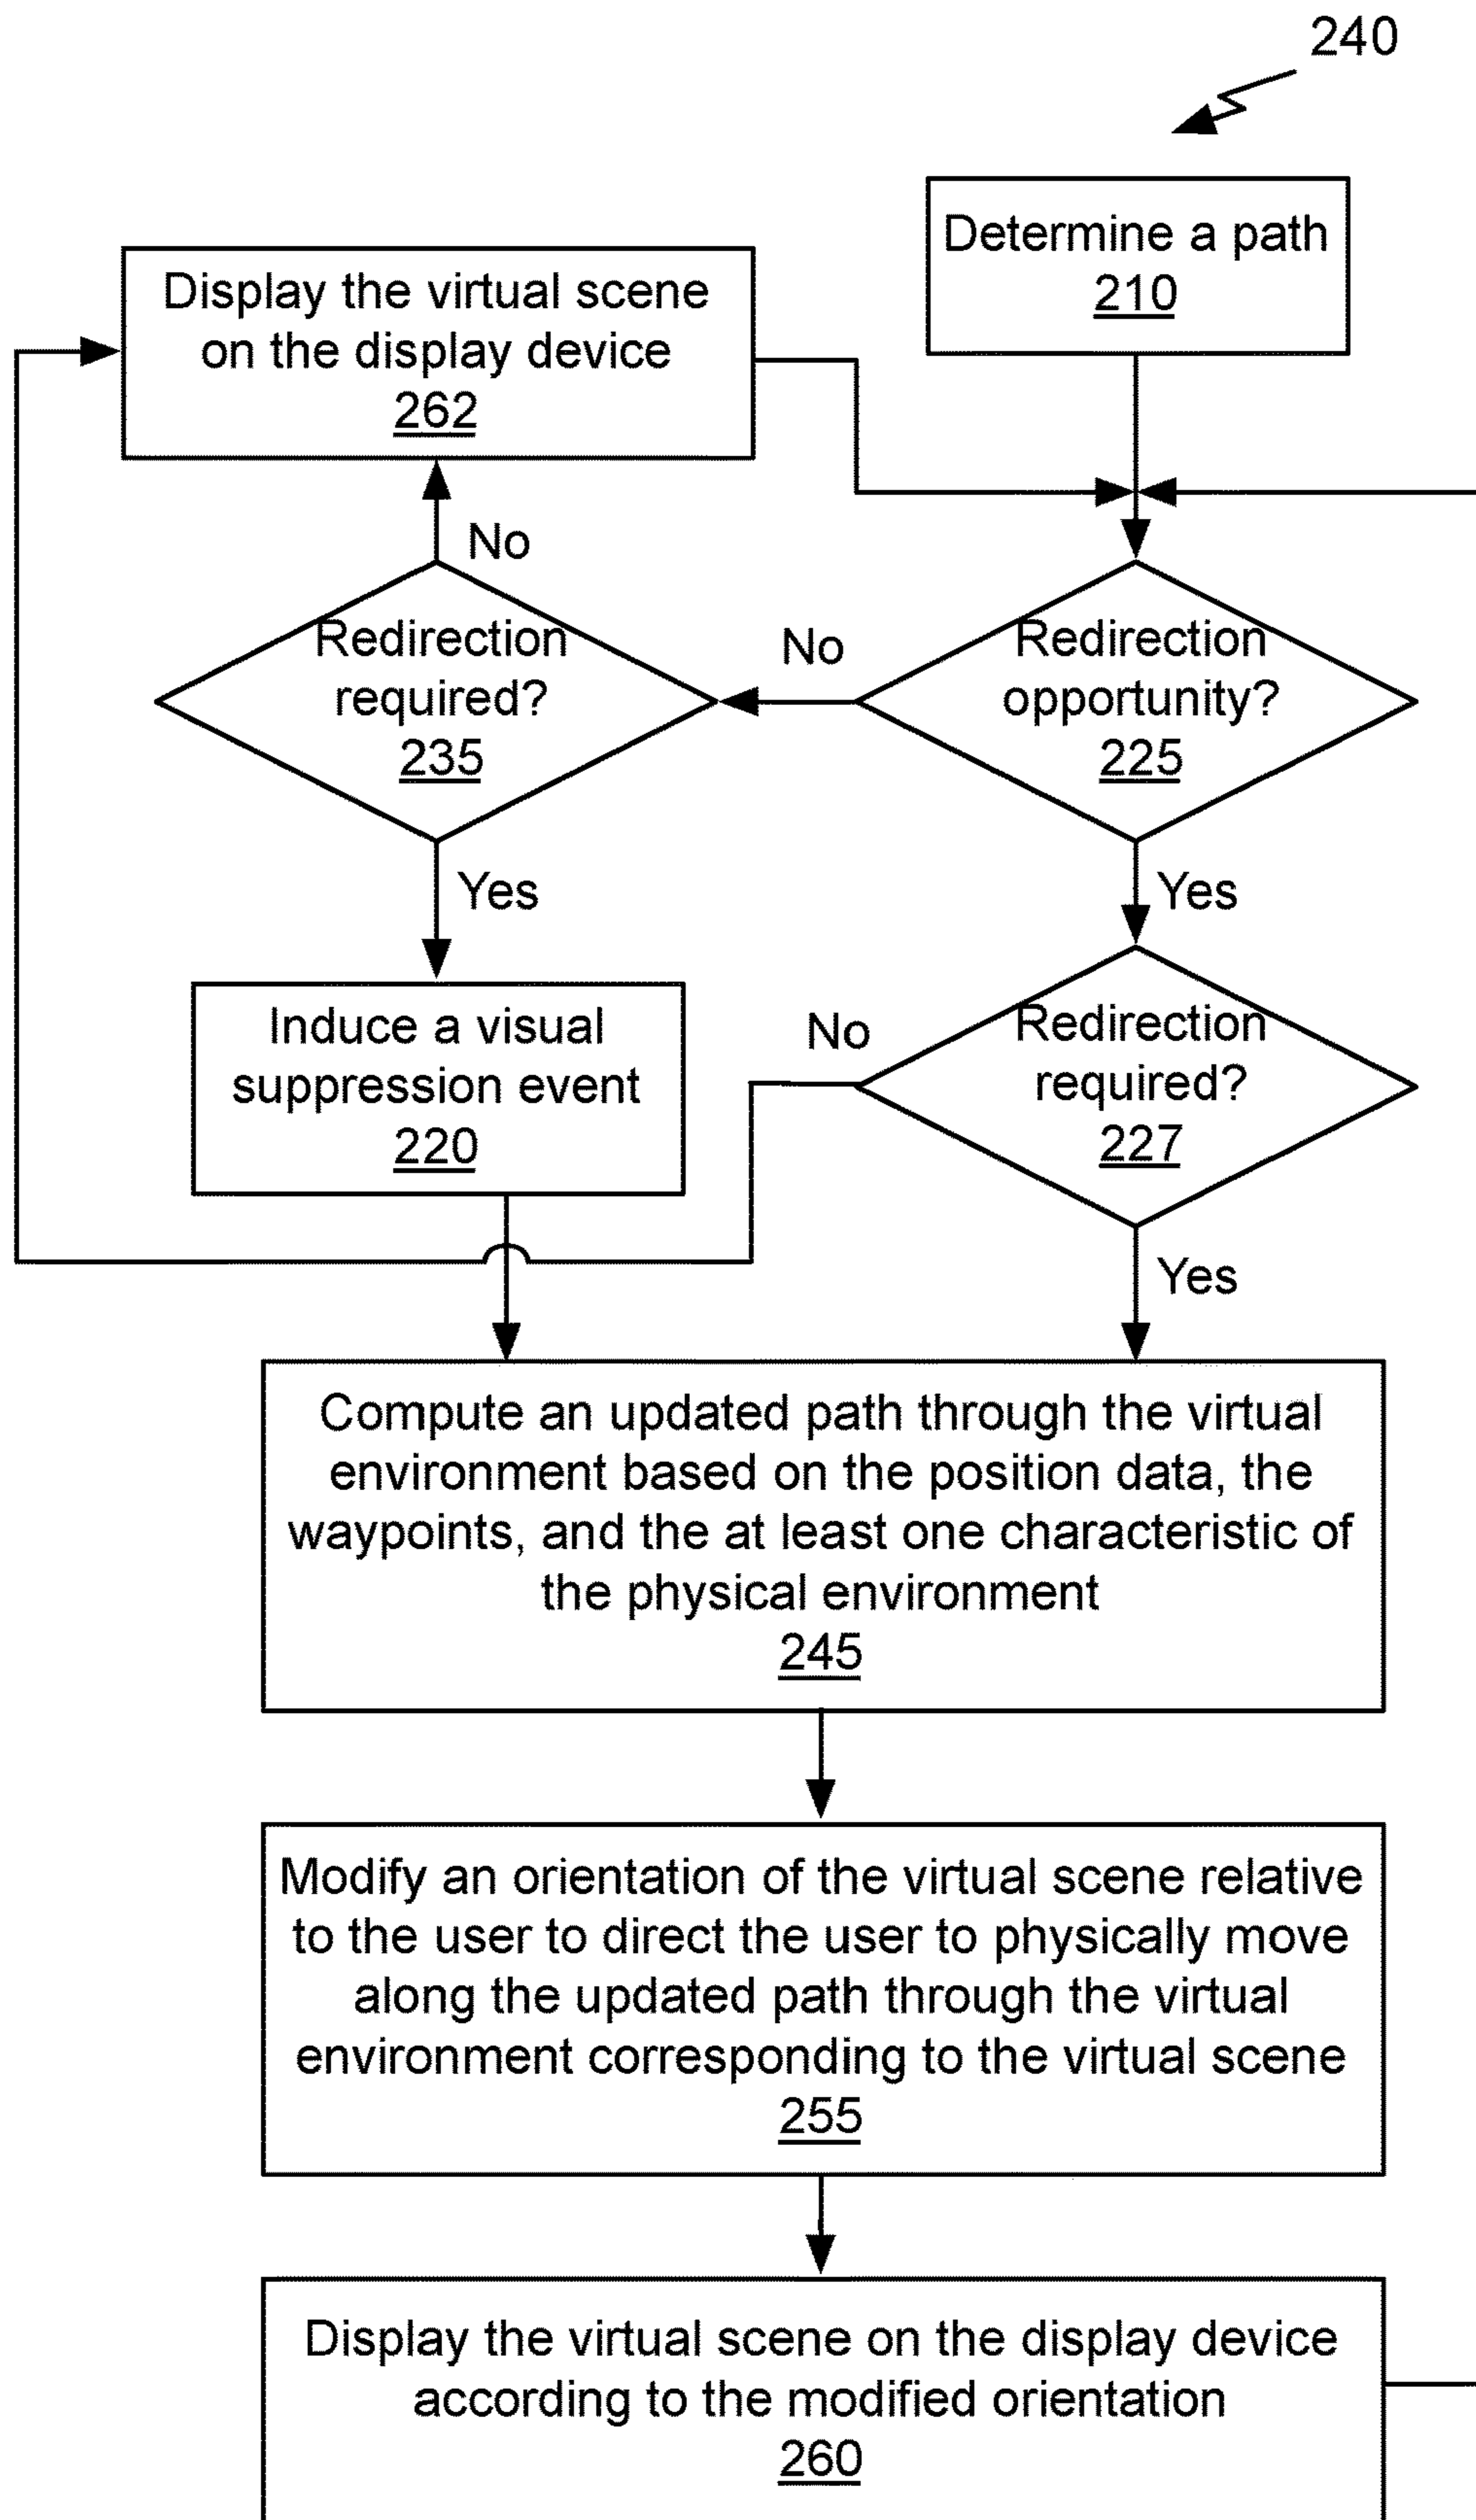 240
Determine a path
210
Display the virtual scene
on the display device
262
No
Redirection
required?
235
No
Redirection
opportunity?
225
Yes
Yes
Induce a visual
suppression event
220
No
Redirection
required?
227
Yes
Compute an updated path through the virtual
environment based on the position data, the
waypoints, and the at least one characteristic of
the physical environment
245
Modify an orientation of the virtual scene relative
to the user to direct the user to physically move
along the updated path through the virtual
environment corresponding to the virtual scene
255
Display the virtual scene on the display device
according to the modified orientation
260